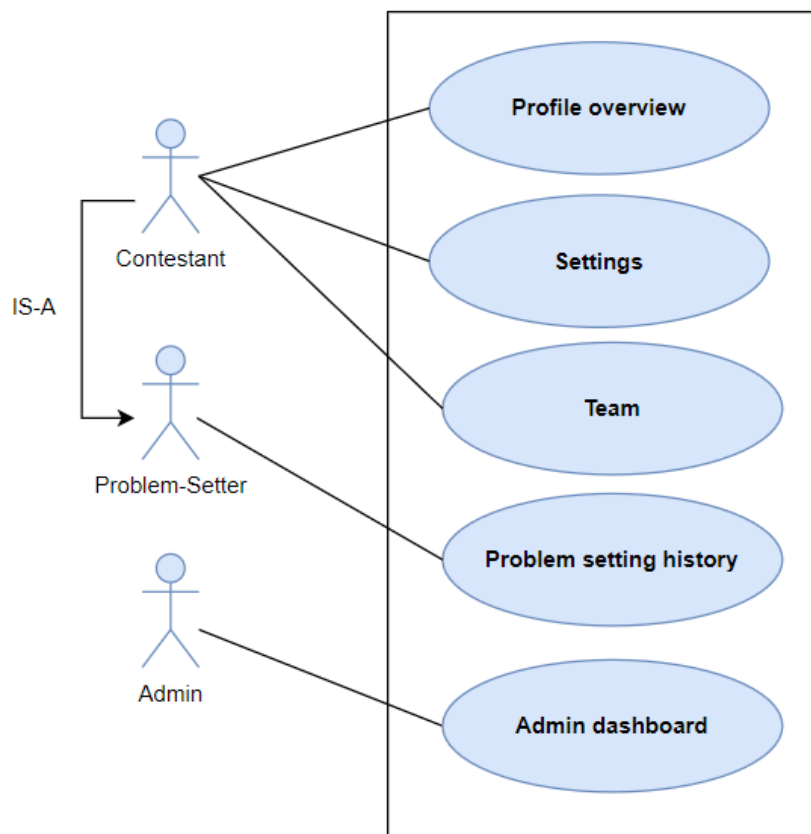 Profile overview
Contestant
Settings
IS-A
Team
Problem-Setter
Problem setting history
Admin
Admin dashboard